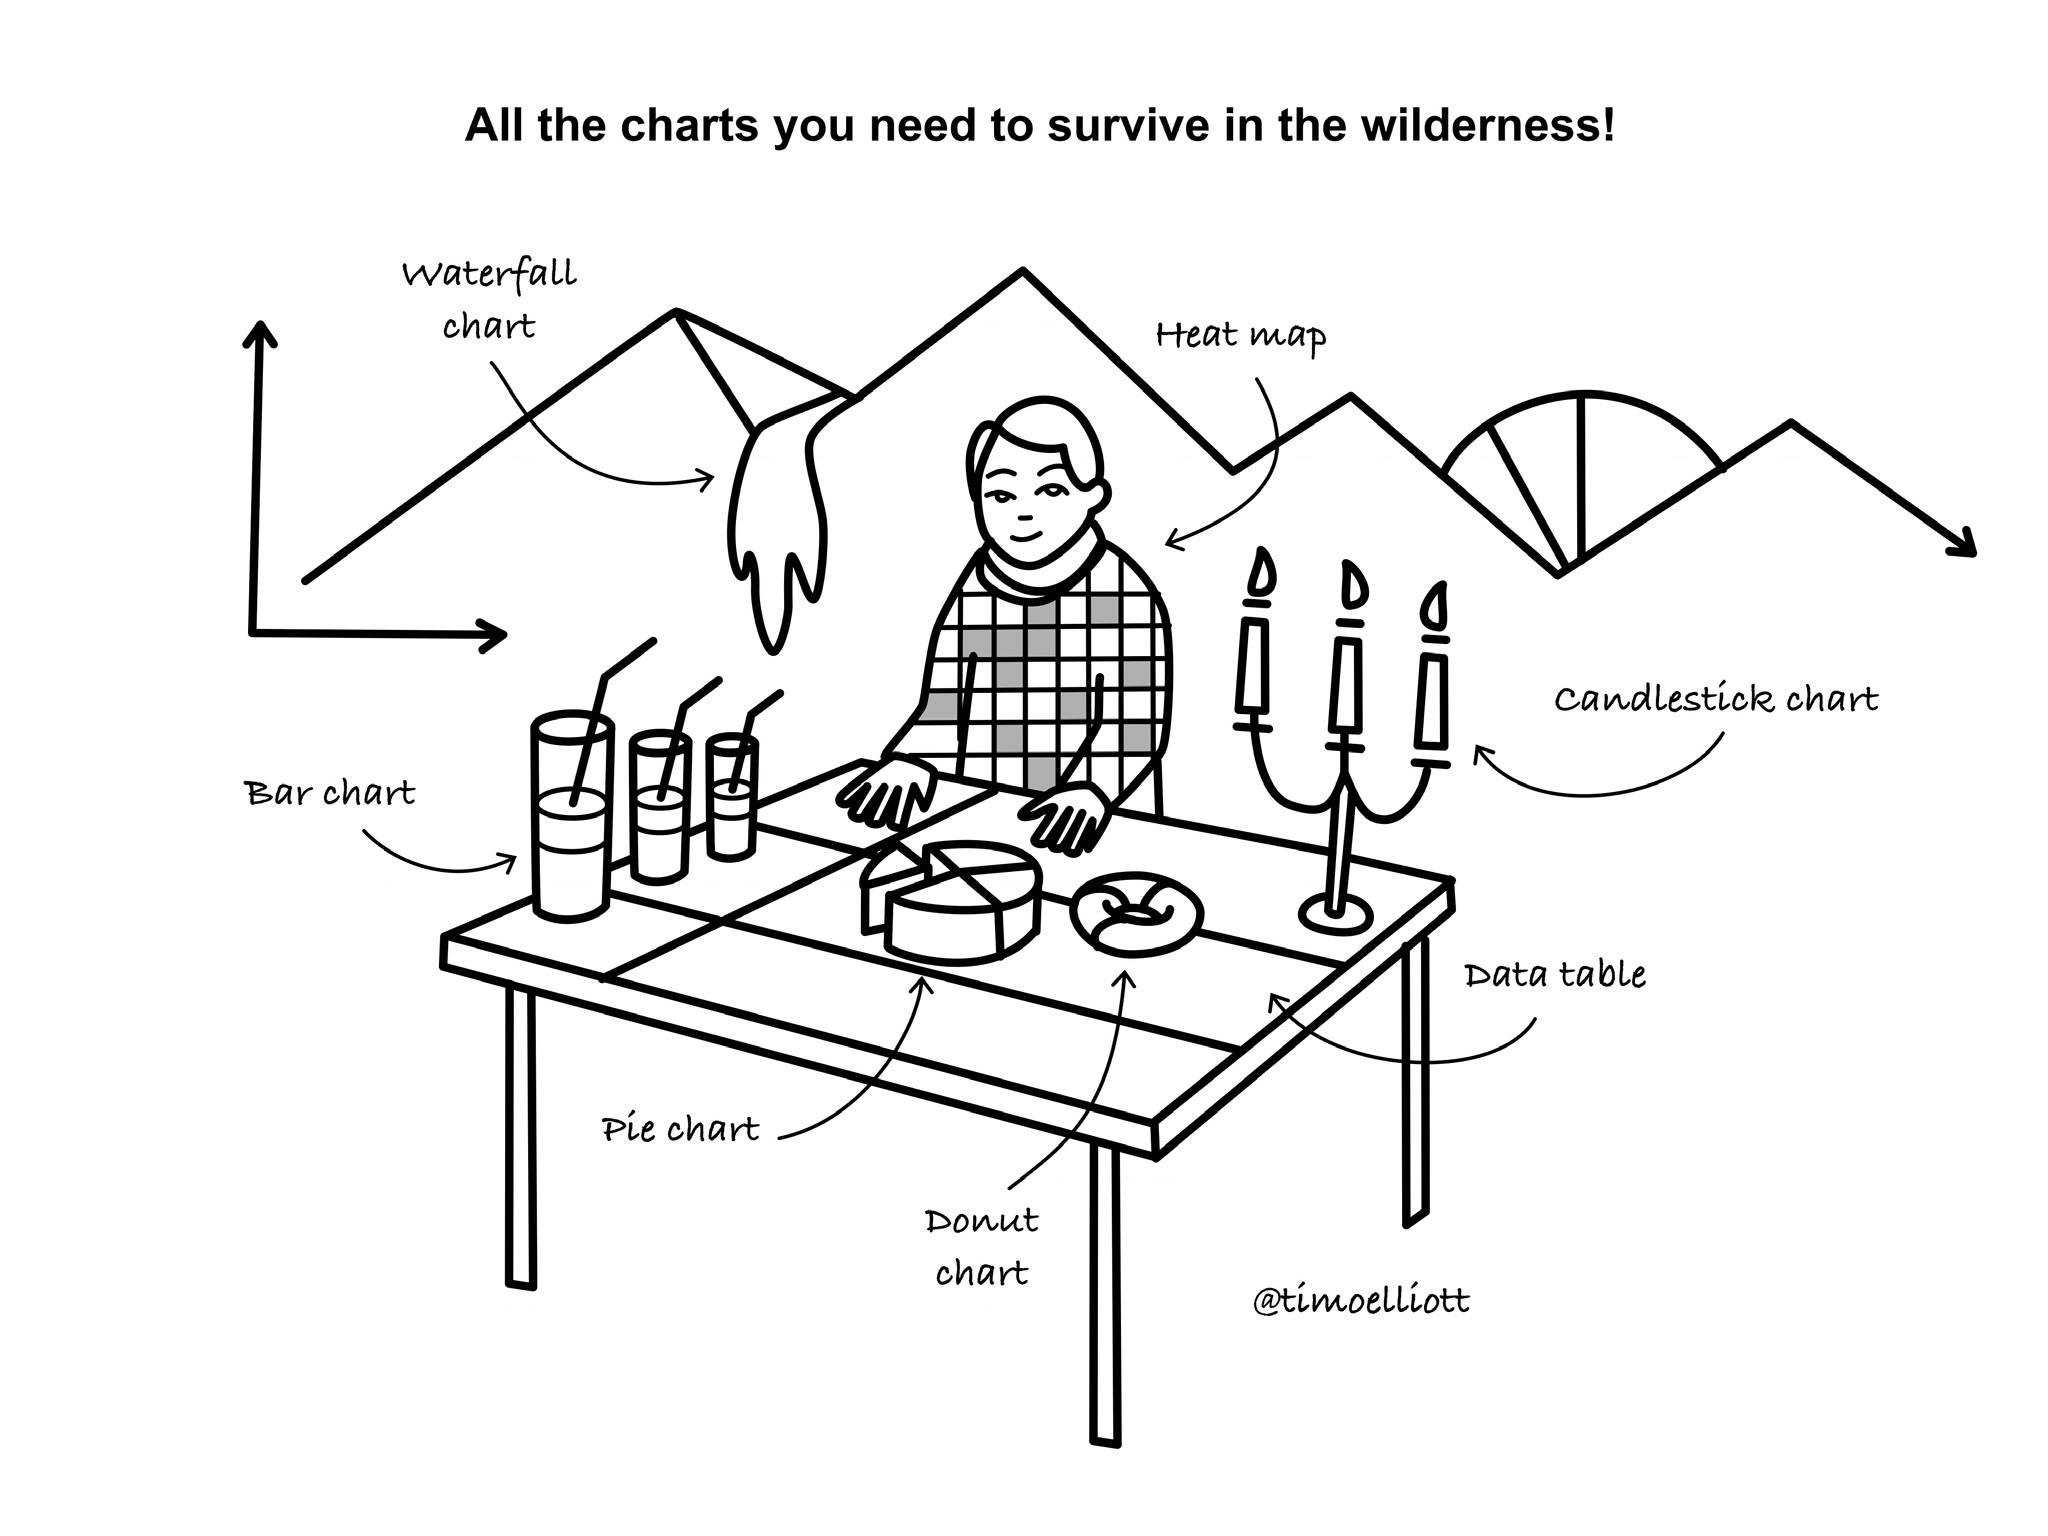 All the charts you need to survive in the wilderness!
Waterfall
chart
Heat map
Candlestick chart
Bar chart
Data table
Pie chart
Donut
chart
@timoelliott